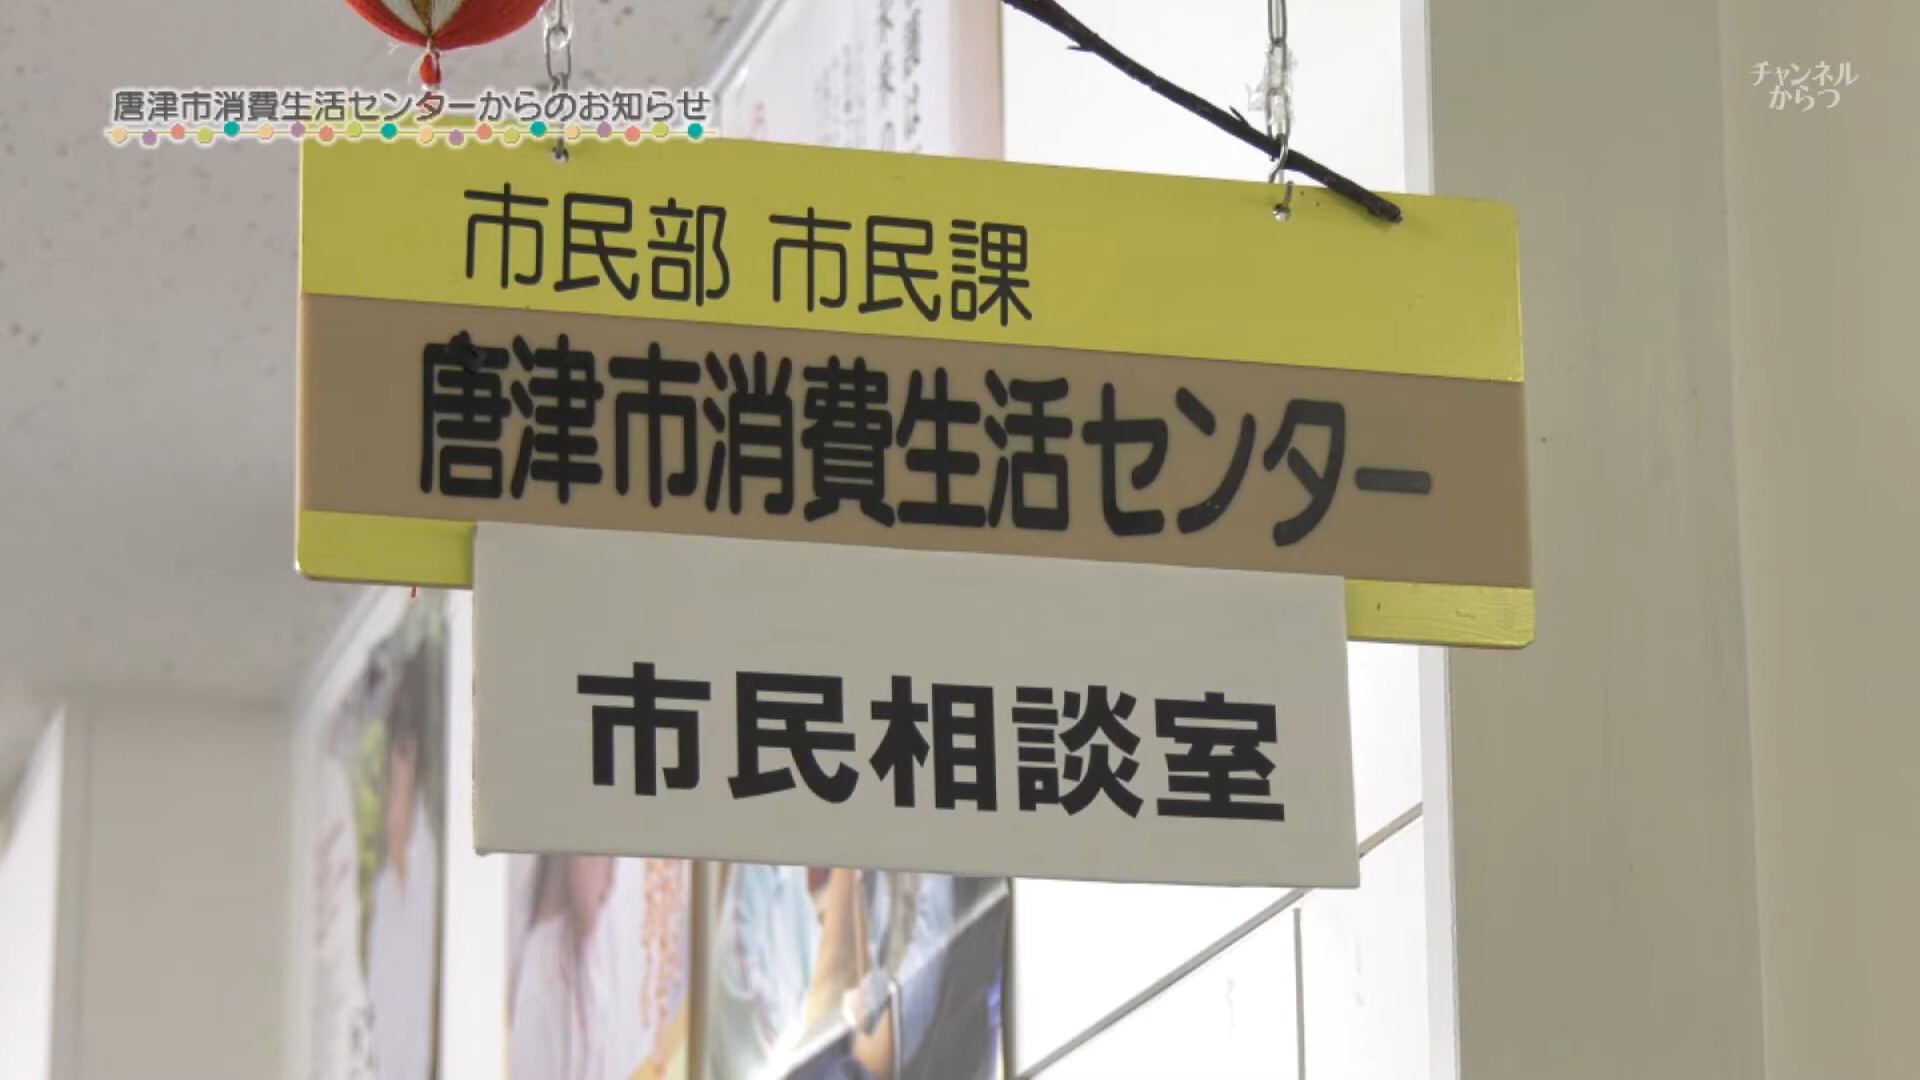 唐津市消費生活センターからのお知らせ
チャンネル
からつ
市民部 市民課
唐津市消費生活センター
市民相談室